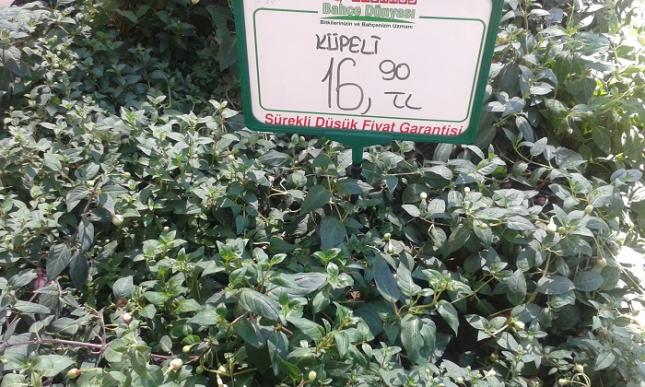 Bahçe Dünyası
Bitkilerinizin ve Bahçenizin Uzmanı
KÜPELİ
16,90 TL
Sürekli Düşük Fiyat Garantisi